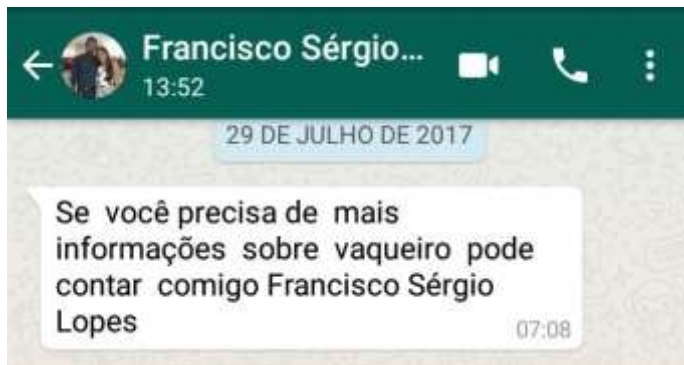 Francisco Sérgio...
13:52
29 DE JULHO DE 2017
Se você precisa de mais
informações sobre vaqueiro pode
contar comigo Francisco Sérgio
Lopes
07:08